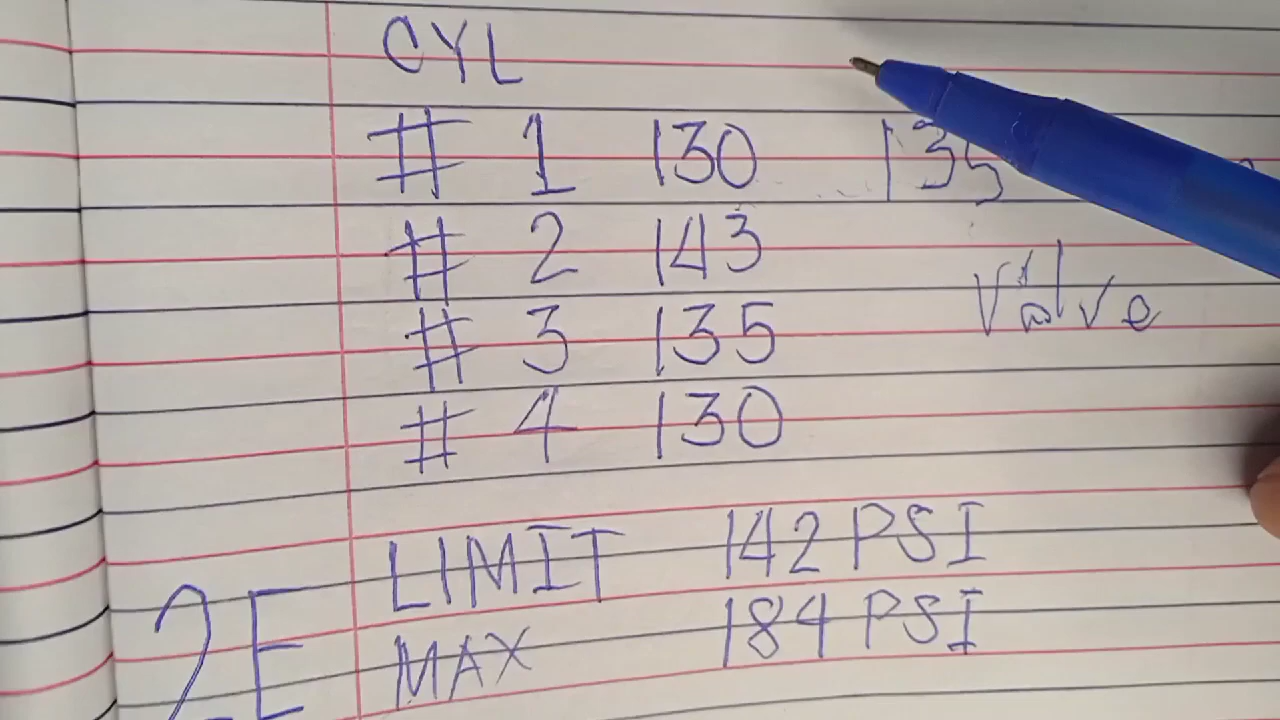 CYL
# 1 130 135
# 2 143
Valve
# 3 135
# 4 130
LIMIT 142 PSI
2E MAX 184 PSI